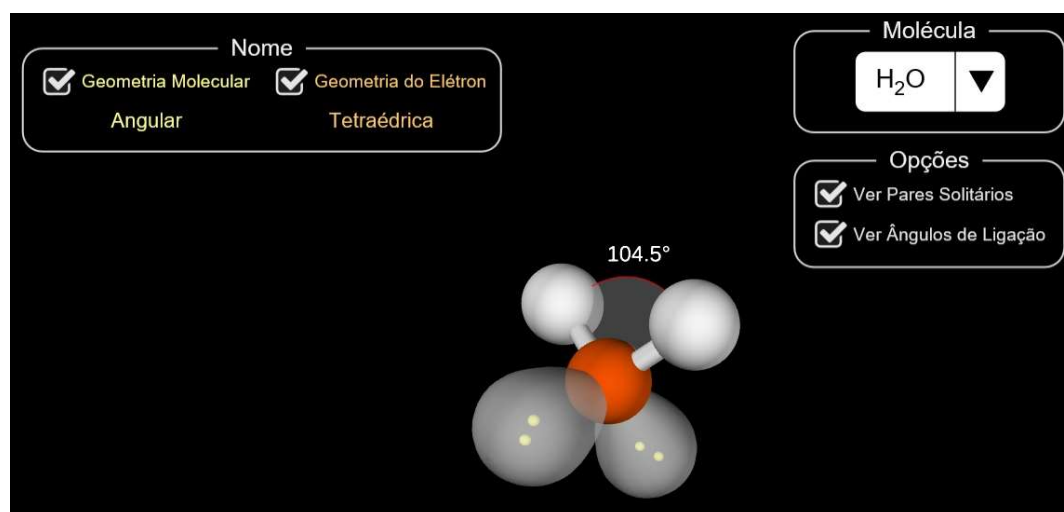 Nome
Geometria Molecular
Geometria do Elétron
Angular
Tetraédrica
Molécula
H₂O
Opções
Ver Pares Solitários
Ver Ângulos de Ligação
104.5°